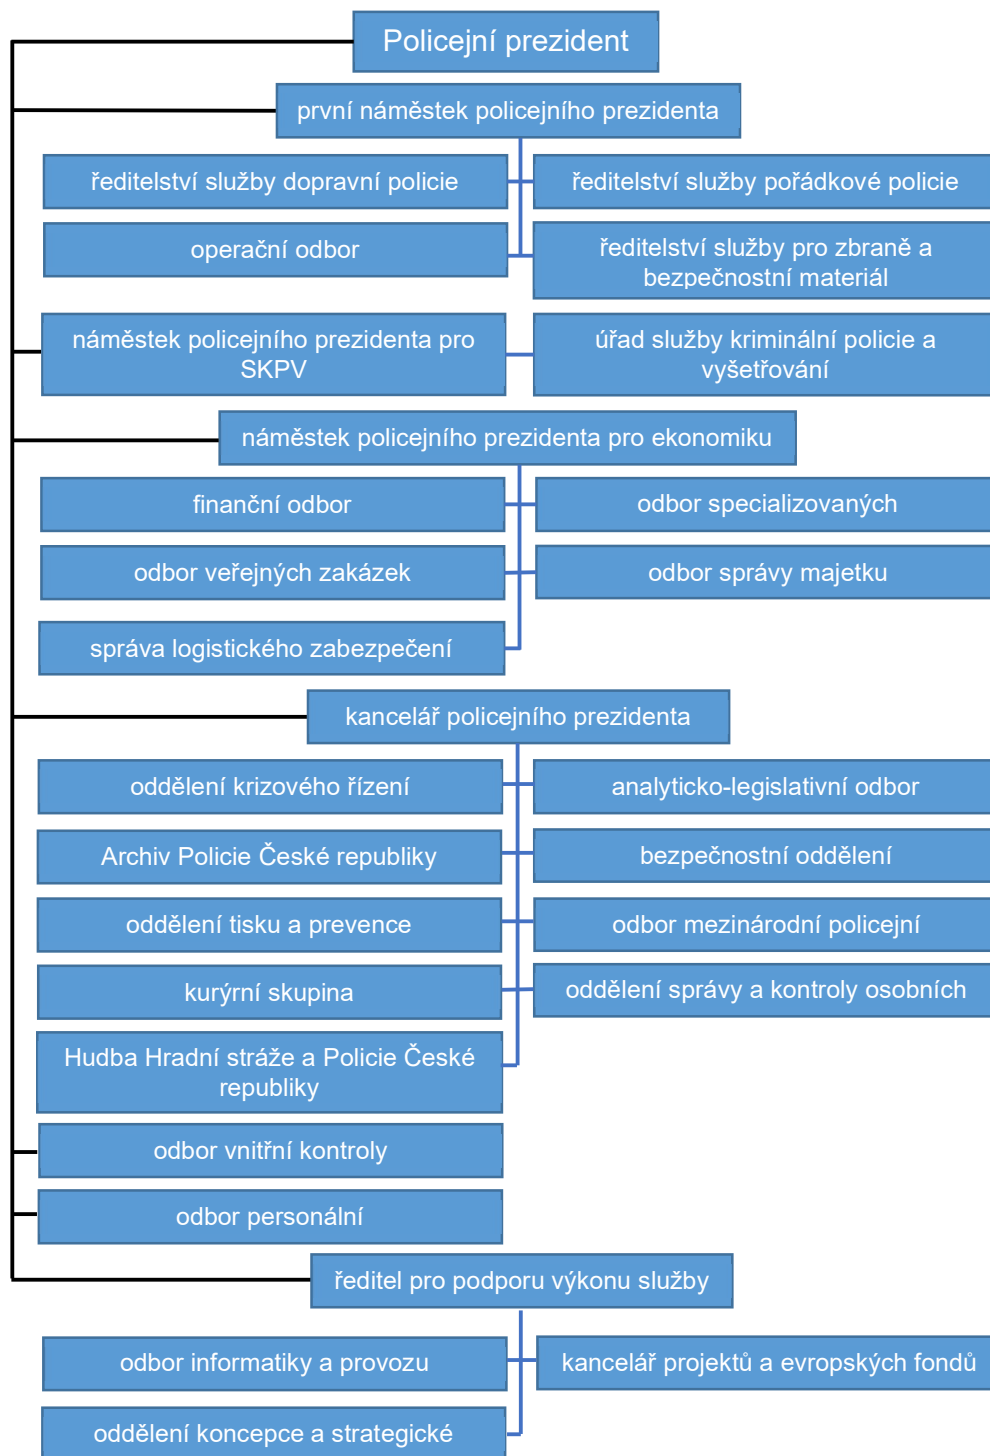 Policejní prezident
první náměstek policejního prezidenta
ředitelství služby dopravní policie
ředitelství služby pořádkové policie
operační odbor
ředitelství služby pro zbraně a
bezpečnostní materiál
náměstek policejního prezidenta pro
SKPV
úřad služby kriminální policie a
vyšetřování
náměstek policejního prezidenta pro ekonomiku
finanční odbor
odbor specializovaných
odbor veřejných zakázek
odbor správy majetku
správa logistického zabezpečení
kancelář policejního prezidenta
oddělení krizového řízení
analyticko-legislativní odbor
Archiv Policie České republiky
bezpečnostní oddělení
oddělení tisku a prevence
odbor mezinárodní policejní
kurýrní skupina
oddělení správy a kontroly osobních
Hudba Hradní stráže a Policie České
republiky
odbor vnitřní kontroly
odbor personální
ředitel pro podporu výkonu služby
odbor informatiky a provozu
kancelář projektů a evropských fondů
oddělení koncepce a strategické